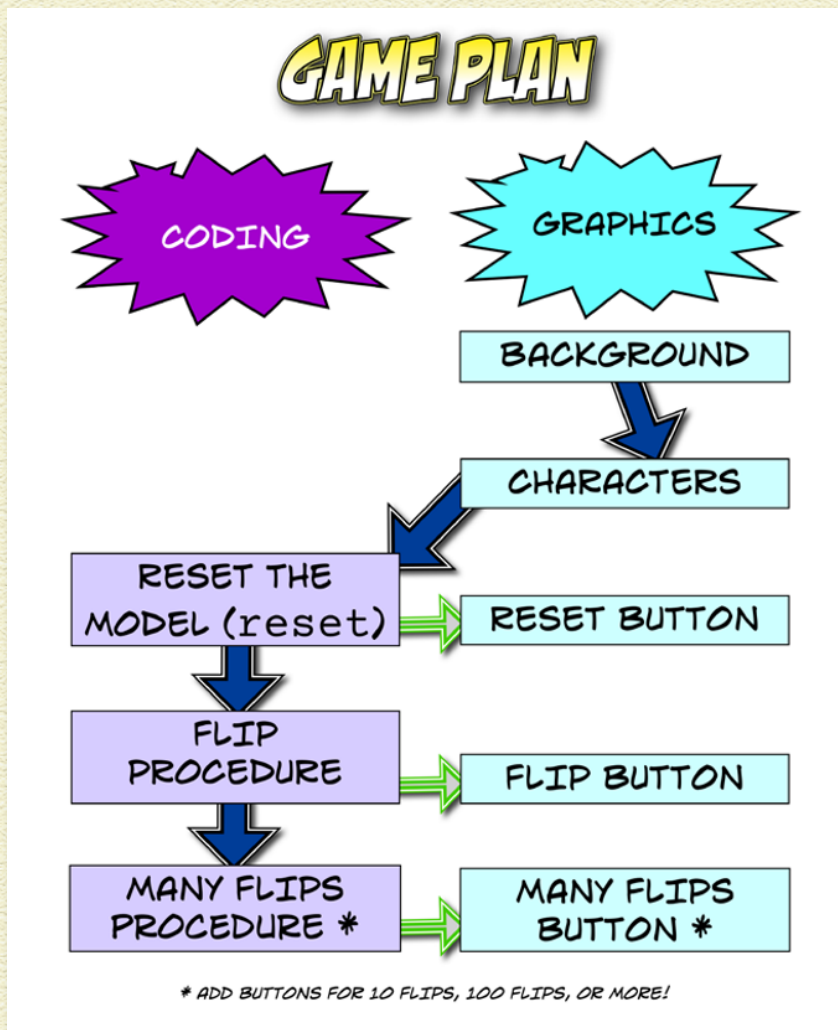 GAME PLAN
CODING
GRAPHICS
BACKGROUND
CHARACTERS
RESET THE
MODEL (reset)
RESET BUTTON
FLIP
PROCEDURE
FLIP BUTTON
MANY FLIPS
PROCEDURE *
MANY FLIPS
BUTTON *
* ADD BUTTONS FOR 10 FLIPS, 100 FLIPS, OR MORE!